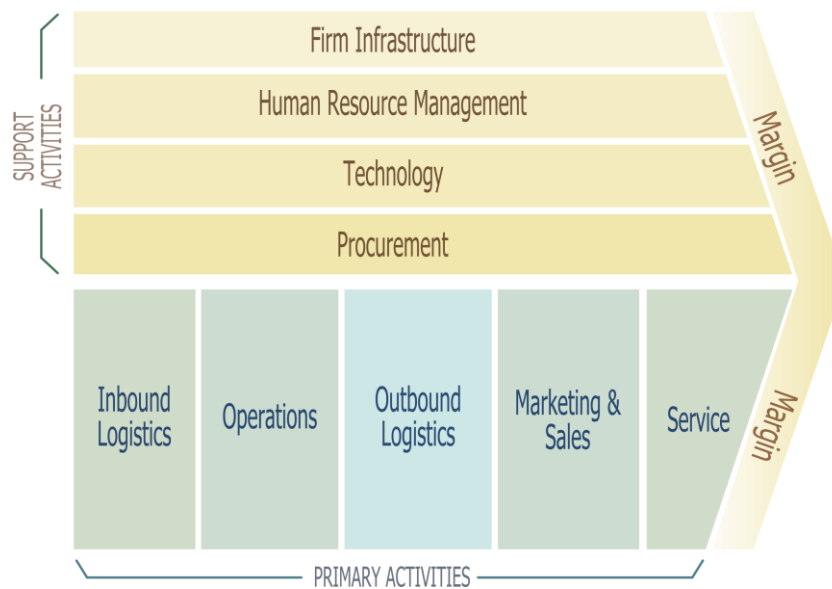 Firm Infrastructure
Human Resource Management
Technology
Procurement
SUPPORT
ACTIVITIES
Margin
Inbound
Logistics
Operations
Outbound
Logistics
Marketing &
Sales
Service
Margin
PRIMARY ACTIVITIES